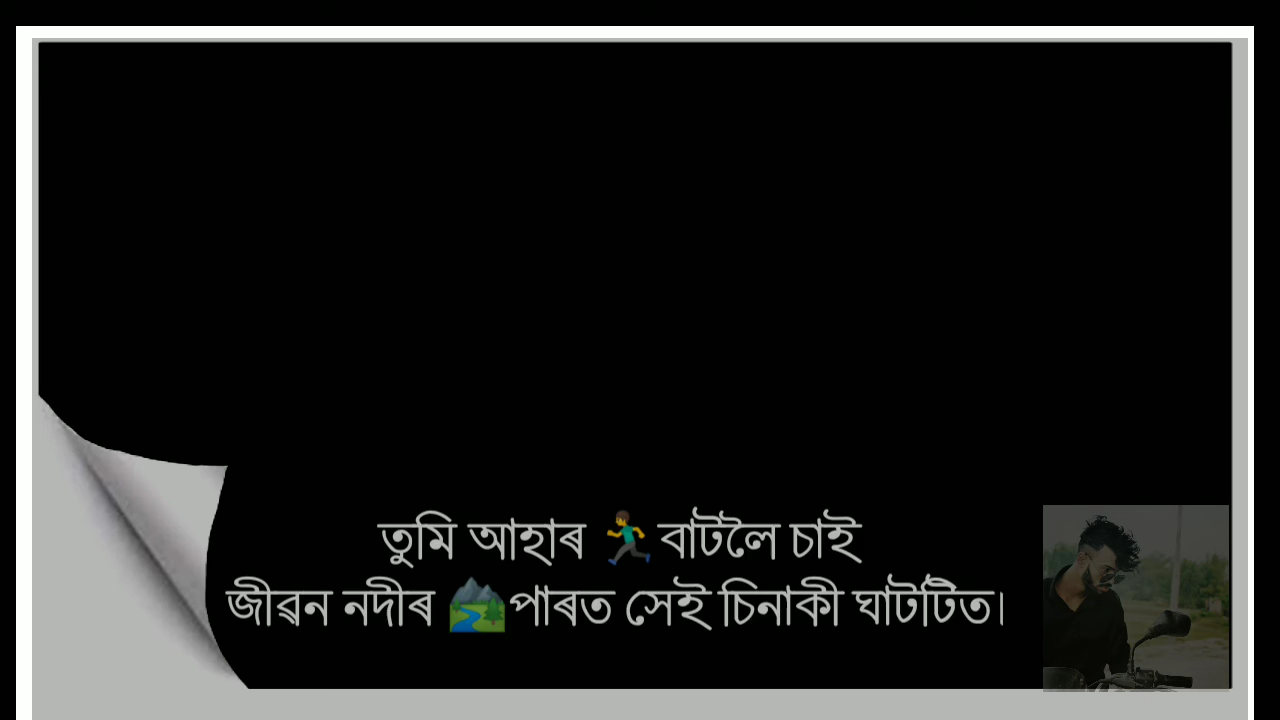 তুমি আহাৰ 🏃‍♂️ বাটলৈ চাই
জীৱন নদীৰ 🏞️পাৰত সেই চিনাকী ঘাটটিত।